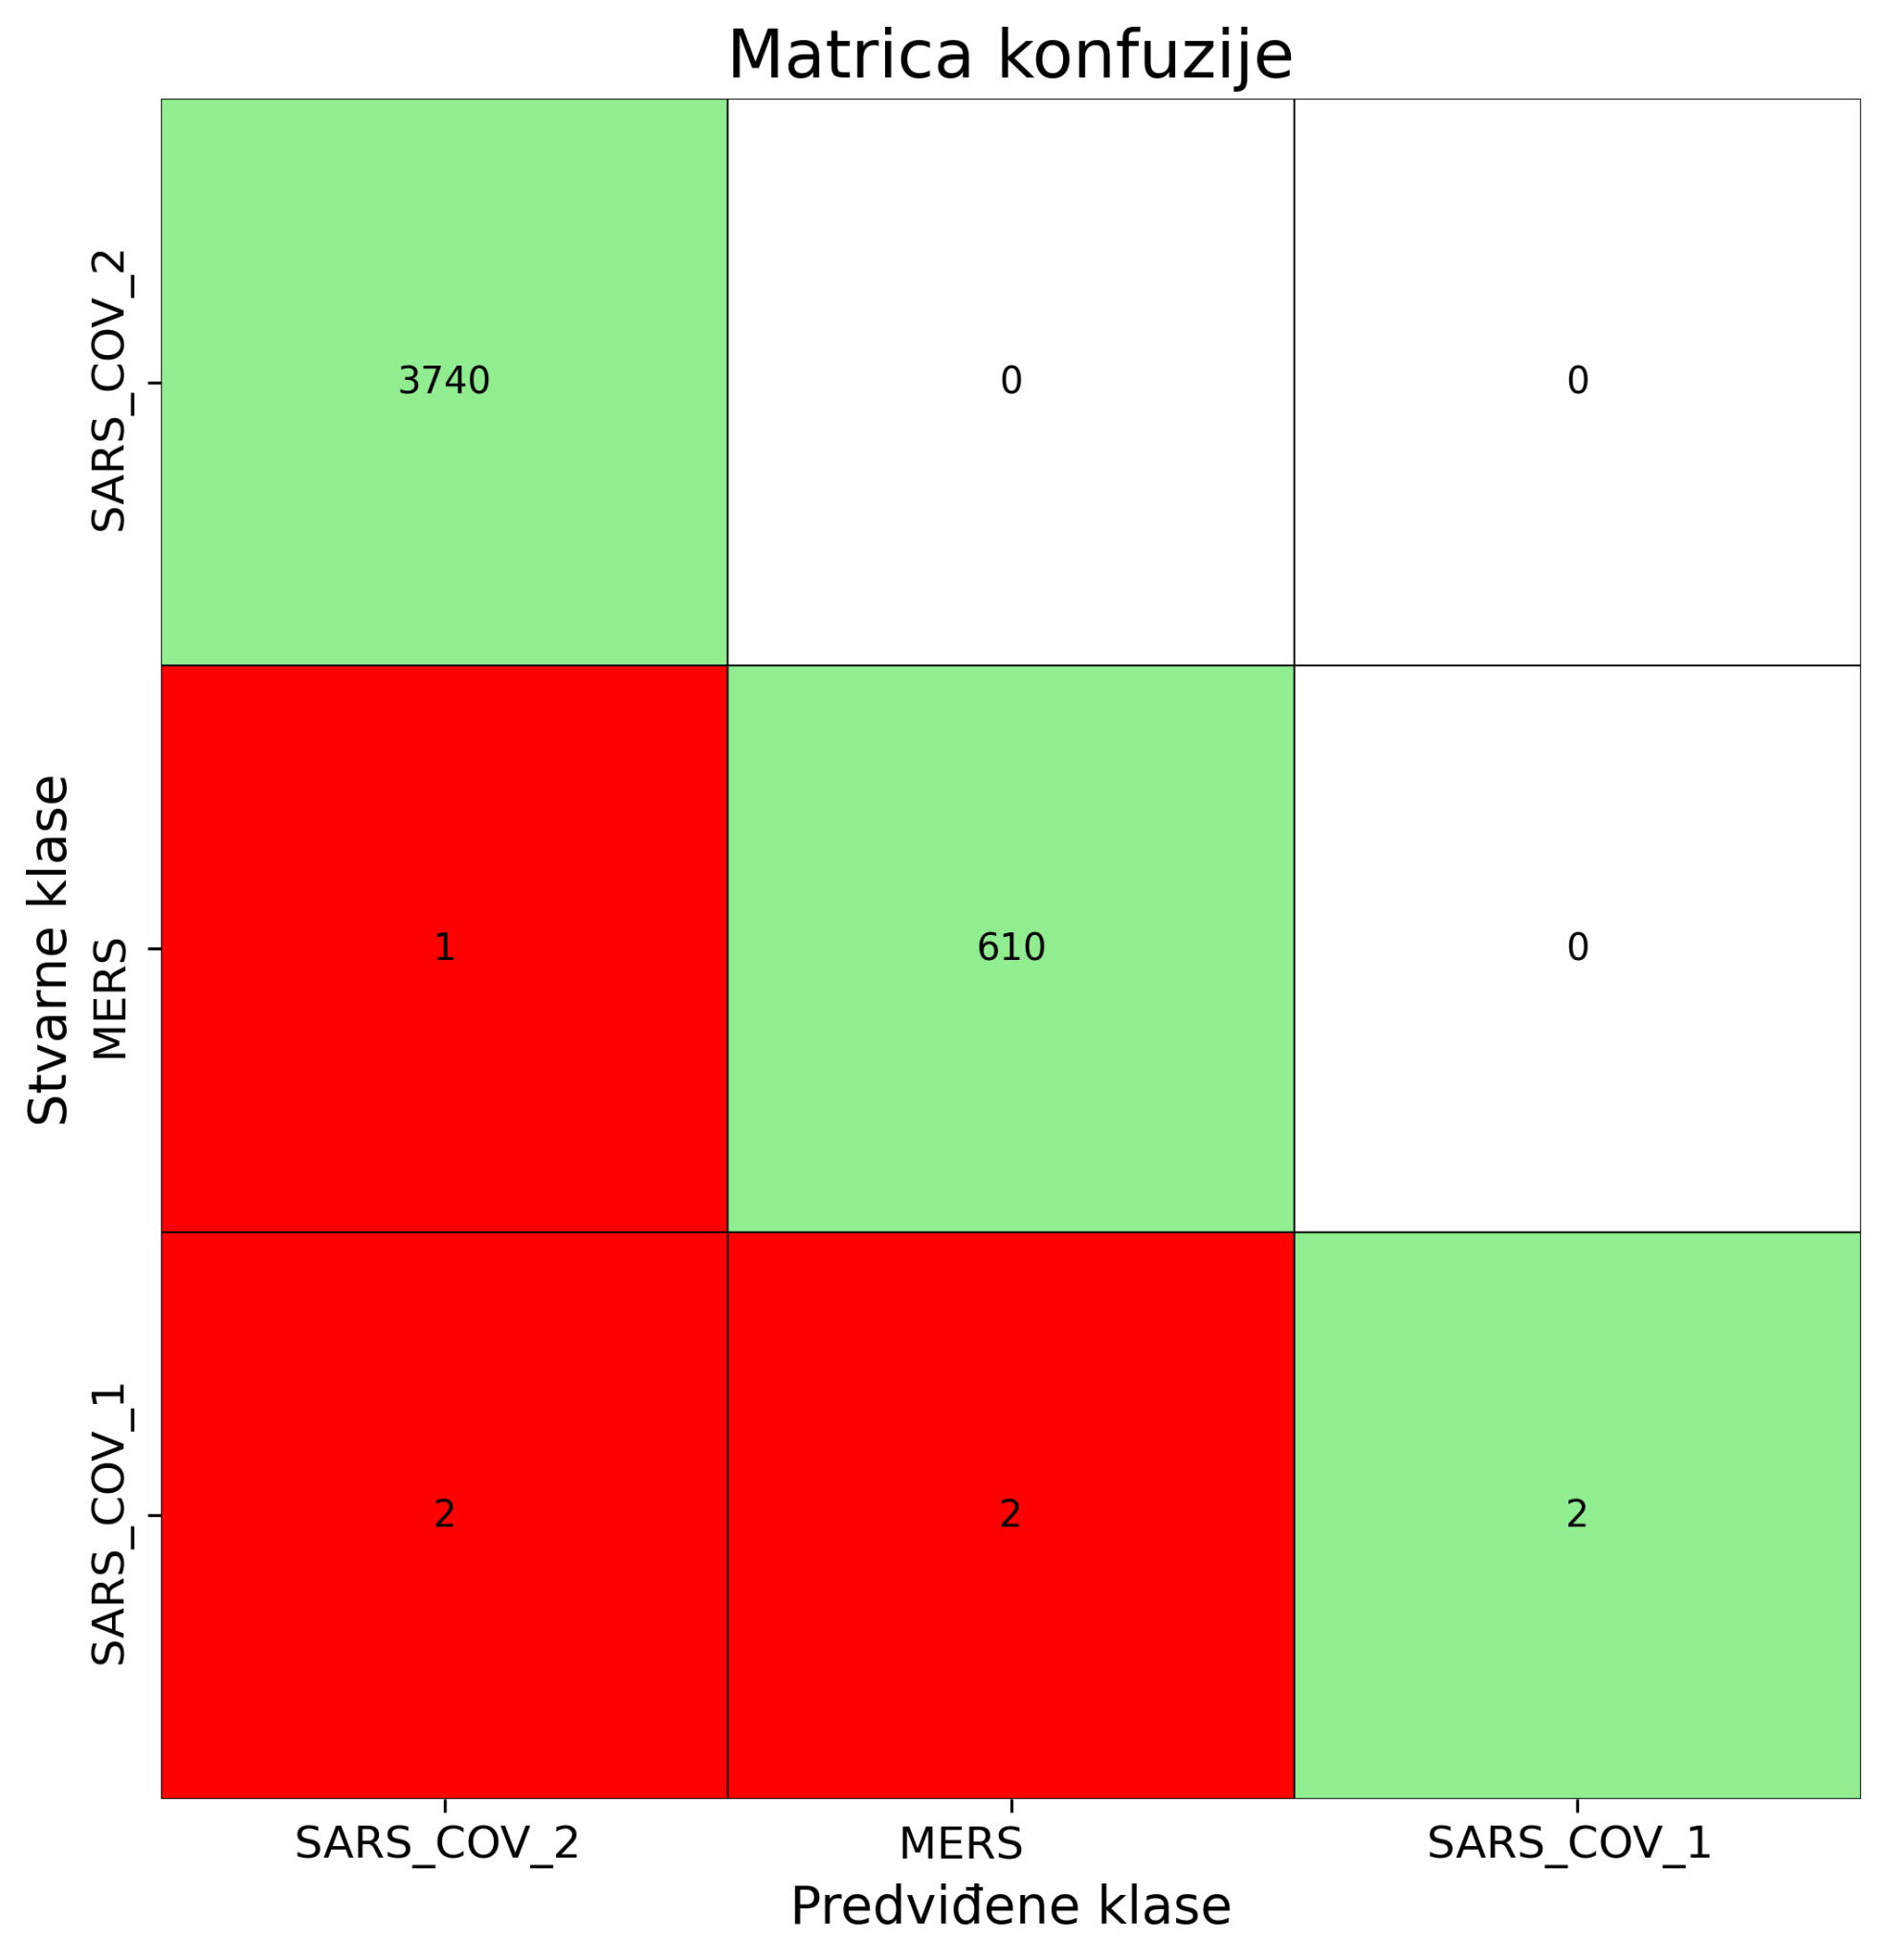 Matrica konfuzije
Stvarne klase
SARS_COV_2
3740
0
0
MERS
1
610
0
SARS_COV_1
2
2
2
SARS_COV_2
MERS
SARS_COV_1
Predviđene klase